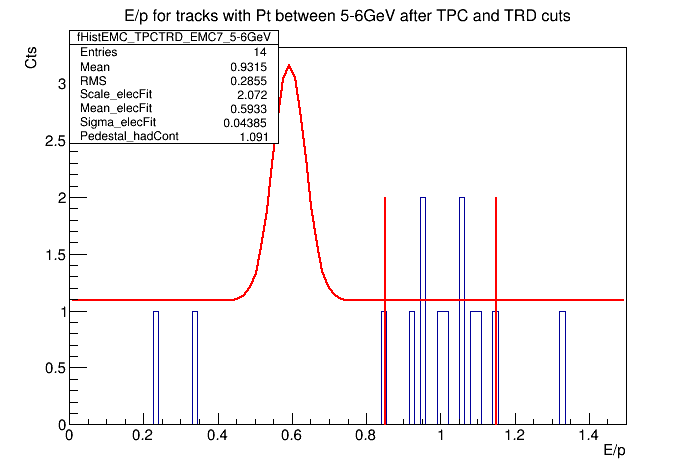 E/p for tracks with Pt between 5-6GeV after TPC and TRD cuts
fHistEMC_TPCTRD_EMC7_5-6GeV
Entries 14
Mean 0.9315
RMS 0.2855
Scale_elecFit 2.072
Mean_elecFit 0.5933
Sigma_elecFit 0.04385
Pedestal_hadCont 1.091
Cts
3
2.5
2
1.5
1
0.5
0
0 0.2 0.4 0.6 0.8 1 1.2 1.4
E/p